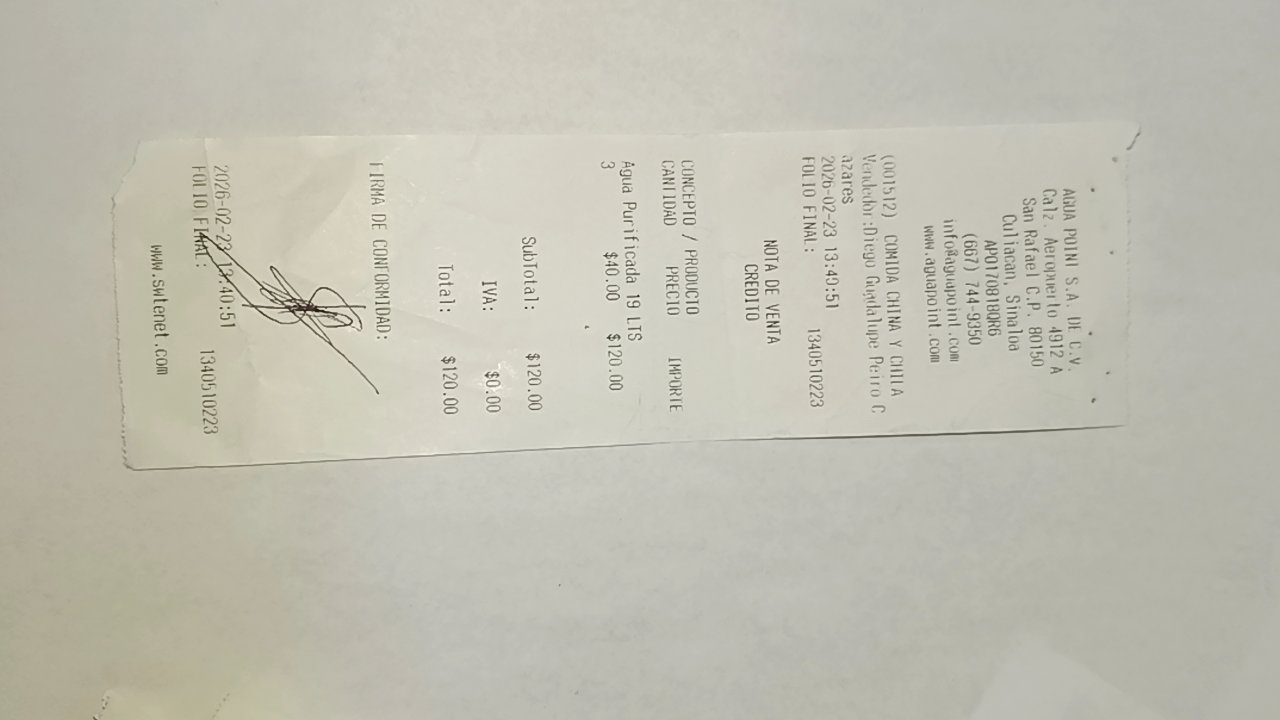 AGUA POINT S.A. DE C.V.
Calz. Aeropuerto 4912 A
San Rafael C.P. 80150
Culiacan, Sinaloa
APO170818QR6
(667) 744-9350
info@aguapoint.com
www.aguapoint.com
(001512) COMIDA CHINA Y CHILA
Vendedor:Diego Guadalupe Peiro C
azares
2026-02-23 13:40:51
FOLIO FINAL: 1340510223
NOTA DE VENTA
CREDITO
CONCEPTO / PRODUCTO
CANTIDAD PRECIO IMPORTE
Agua Purificada 19 LTS
3 $40.00 $120.00
SubTotal: $120.00
IVA: $0.00
Total: $120.00
FIRMA DE CONFORMIDAD:
2026-02-23 13:40:51
FOLIO FINAL: 1340510223
www.setenet.com